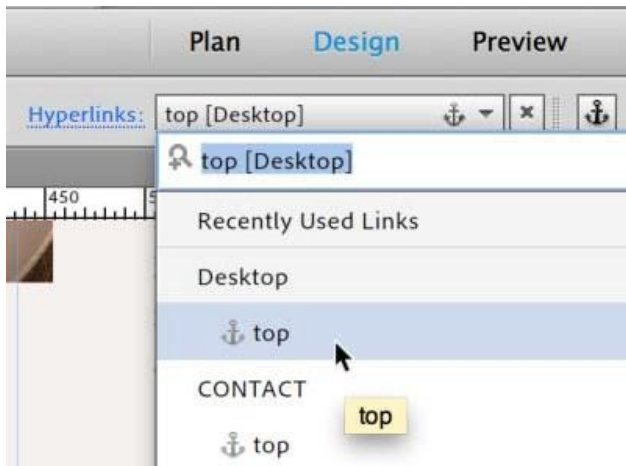 Plan Design Preview
Hyperlinks: top [Desktop]
top [Desktop]
450
Recently Used Links
Desktop
top
CONTACT
top
top